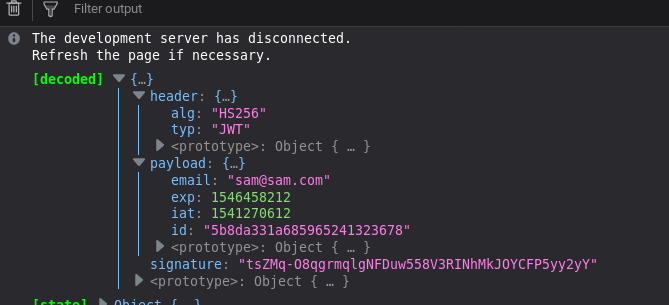 Filter output
The development server has disconnected.
Refresh the page if necessary.
[decoded] {…}
header: {…}
alg: "HS256"
typ: "JWT"
<prototype>: Object { … }
payload: {…}
email: "sam@sam.com"
exp: 1546458212
iat: 1541270612
id: "5b8da331a685965241323678"
<prototype>: Object { … }
signature: "tsZMq-O8qgrmqlgNFDuw558V3RINhMkJOYCFP5yy2yY"
<prototype>: Object { … }
[state] Object {…}